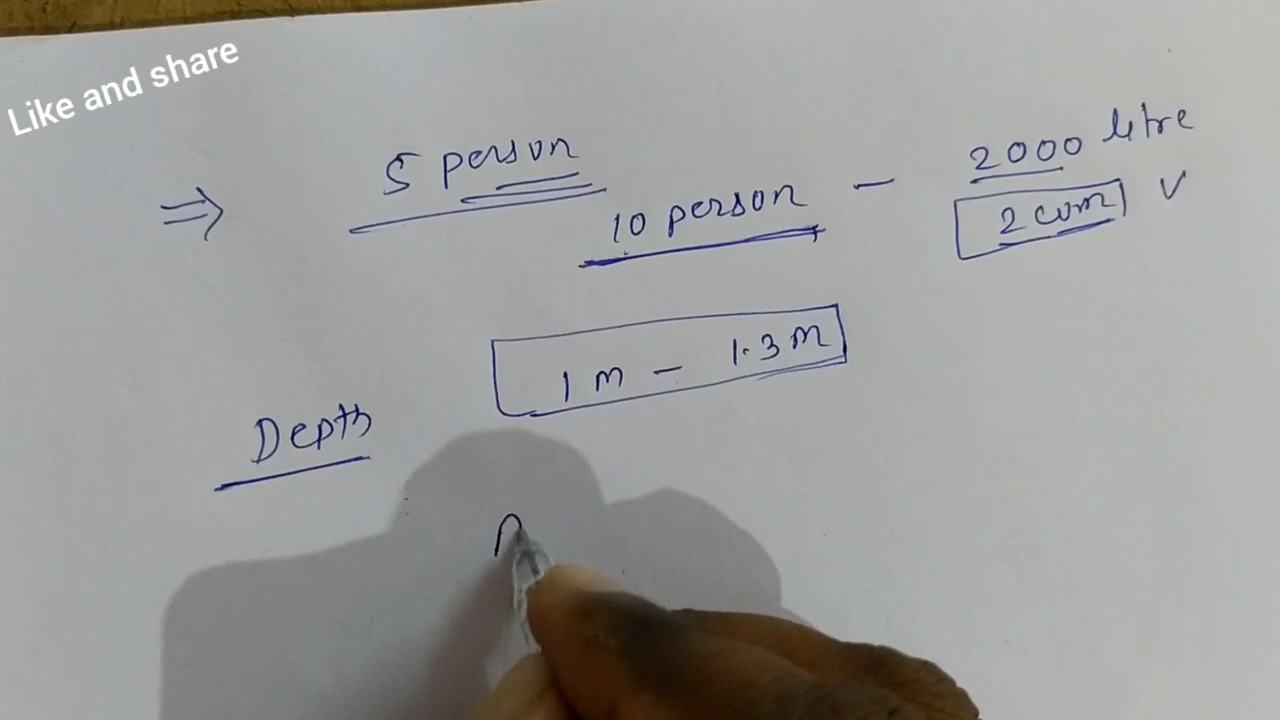 Like and share
⇒ 5 person
10 person - 2000 litre
2 cum ✓
1 m - 1.3 m
Depth